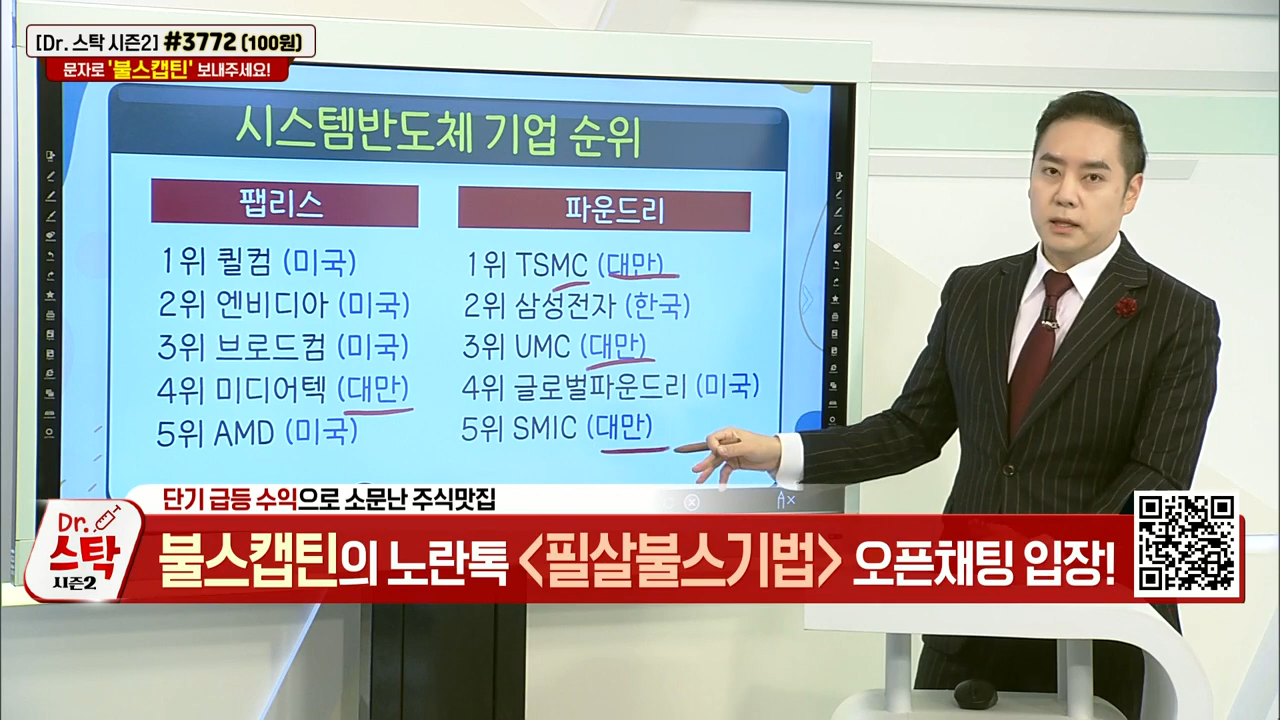 [Dr. 스탁 시즌2] #3772 (100원)
문자로 '불스캡틴' 보내주세요!
시스템반도체 기업 순위
팹리스
1위 퀄컴 (미국)
2위 엔비디아 (미국)
3위 브로드컴 (미국)
4위 미디어텍 (대만)
5위 AMD (미국)
파운드리
1위 TSMC (대만)
2위 삼성전자 (한국)
3위 UMC (대만)
4위 글로벌파운드리 (미국)
5위 SMIC (대만)
단기 급등 수익으로 소문난 주식맛집
Dr.
스탁
시즌2
불스캡틴의 노란톡 <필살불스기법> 오픈채팅 입장!